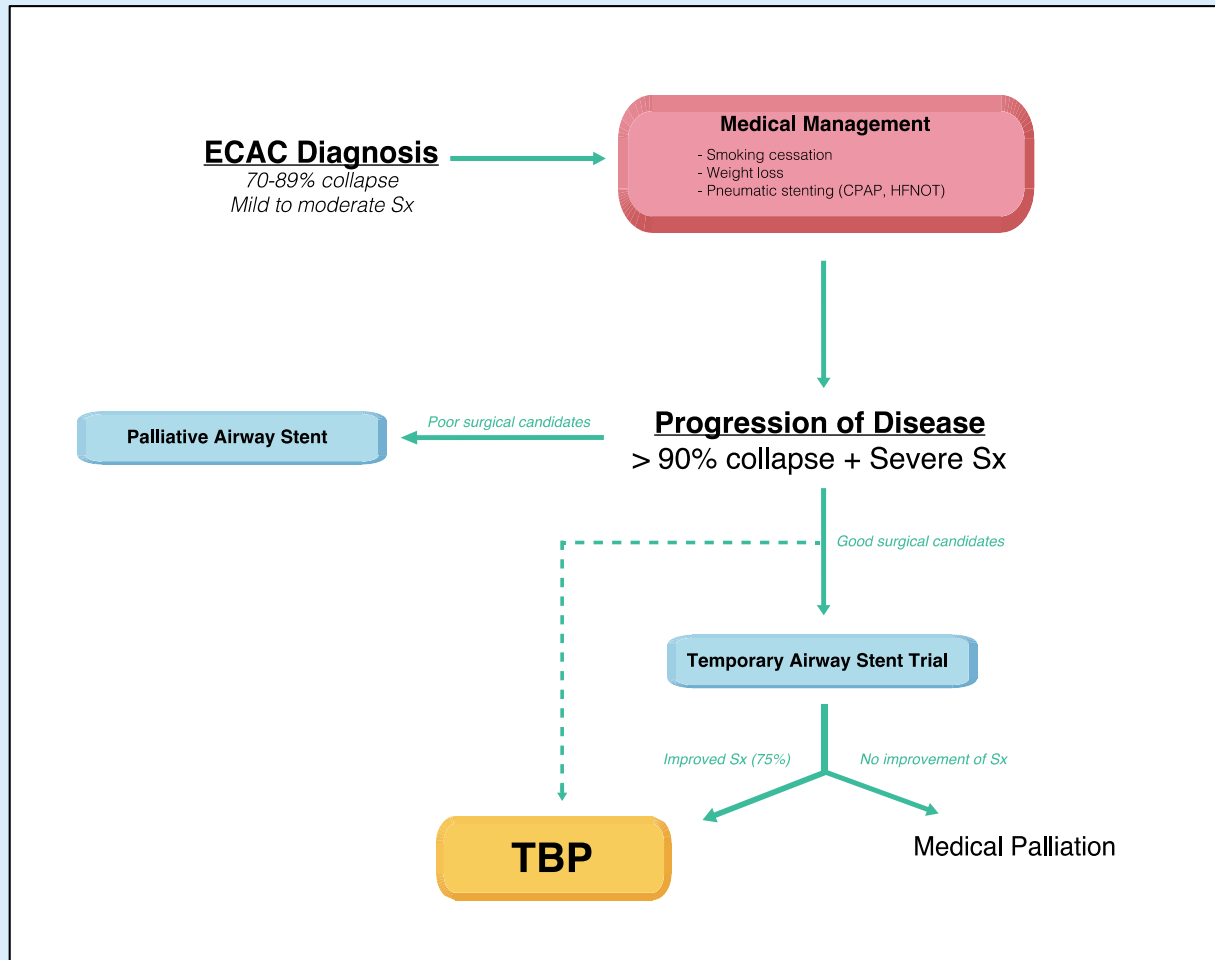 ECAC Diagnosis
70-89% collapse
Mild to moderate Sx
Medical Management
- Smoking cessation
- Weight loss
- Pneumatic stenting (CPAP, HFNOT)
Palliative Airway Stent
Poor surgical candidates
Progression of Disease
> 90% collapse + Severe Sx
Good surgical candidates
Temporary Airway Stent Trial
Improved Sx (75%)
No improvement of Sx
TBP
Medical Palliation